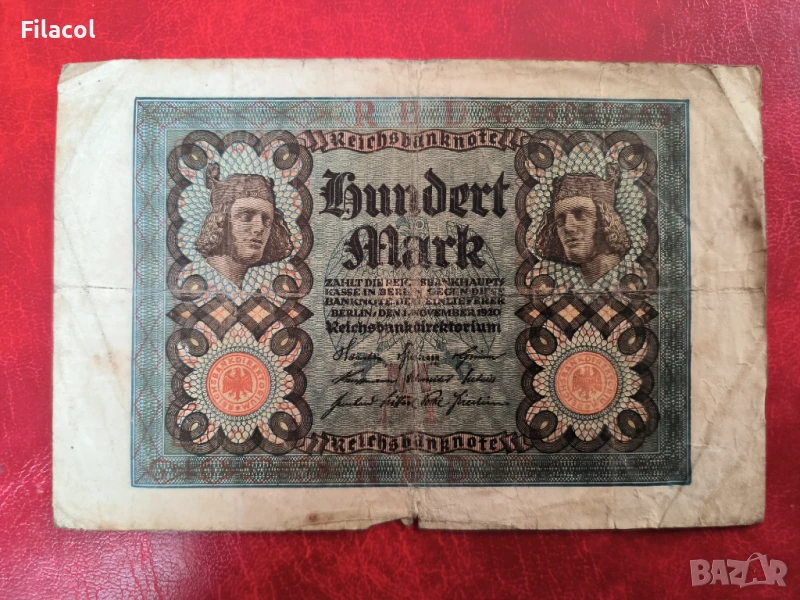 Filacol
Reichsbanknote
Hundert
Mark
ZAHLT DIE REICHSBANKHAUPT-
KASSE IN BERLIN GEGEN DIESE
BANKNOTE DEM EINLIEFERER
BERLIN, DEN 1. NOVEMBER 1920
Reichsbankdirektorium
Reichsbanknote
BAZAR